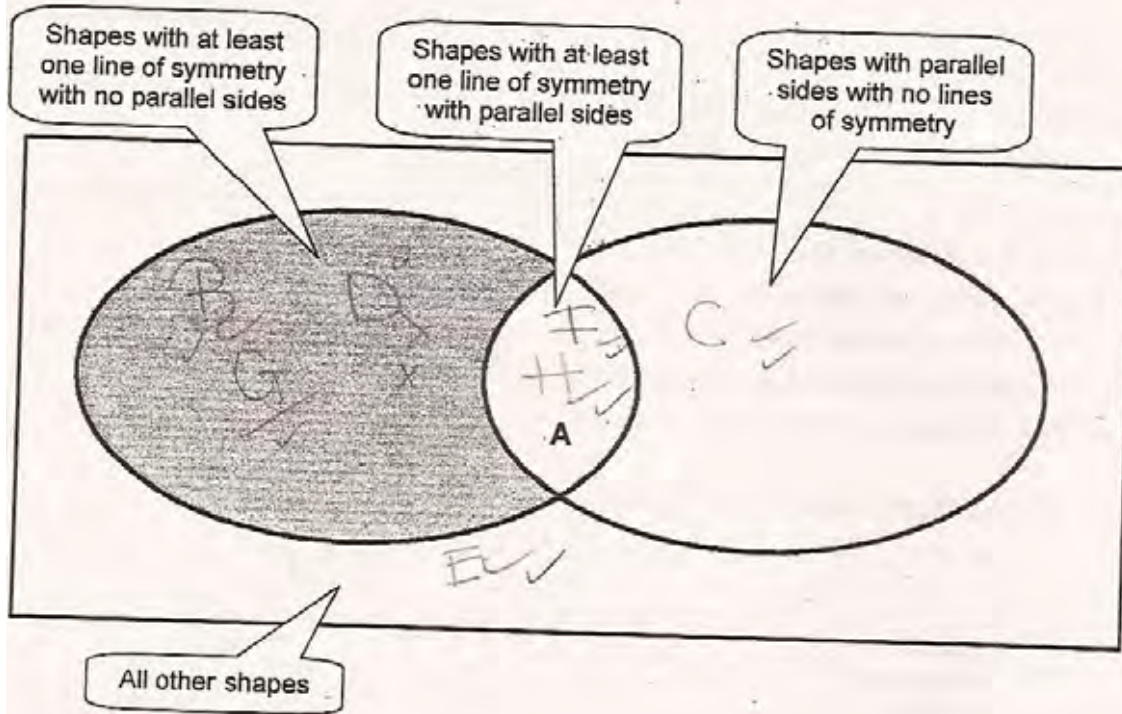 Shapes with at least
one line of symmetry
with no parallel sides
Shapes with at least
one line of symmetry
with parallel sides
Shapes with parallel
sides with no lines
of symmetry
B D
F C
G X H
A
E
All other shapes